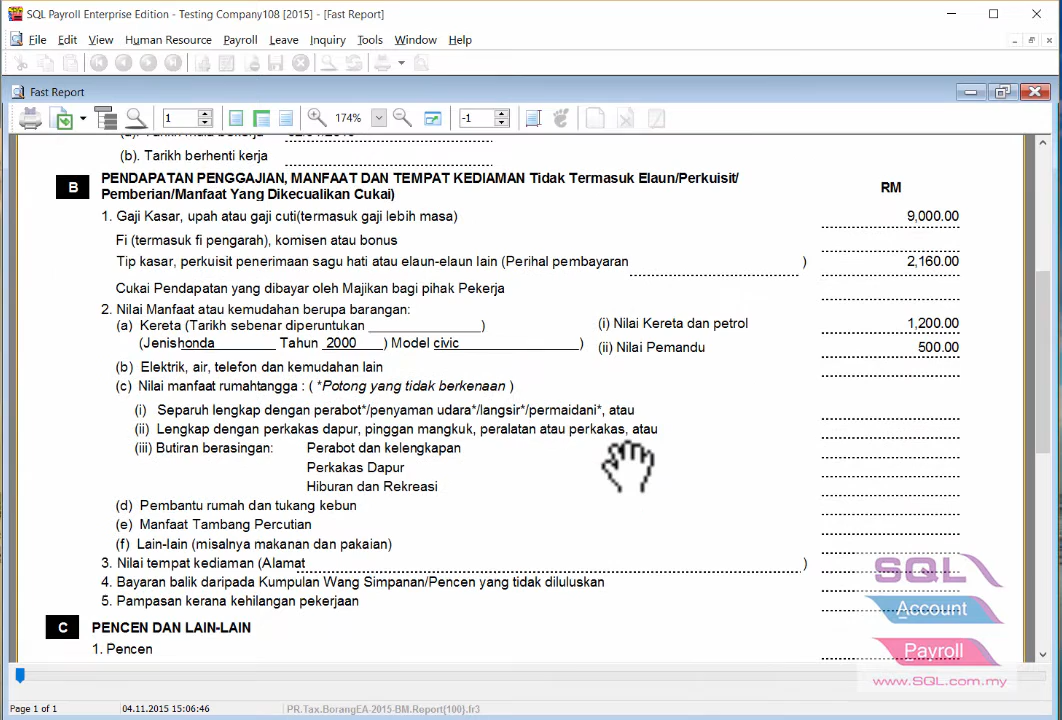 SQL Payroll Enterprise Edition - Testing Company108 [2015] - [Fast Report]
File Edit View Human Resource Payroll Leave Inquiry Tools Window Help
Fast Report
1 174% -1
(b). Tarikh berhenti kerja
B PENDAPATAN PENGGAJIAN, MANFAAT DAN TEMPAT KEDIAMAN Tidak Termasuk Elaun/Perkuisit/
Pemberian/Manfaat Yang Dikecualikan Cukai) RM
1. Gaji Kasar, upah atau gaji cuti(termasuk gaji lebih masa) 9,000.00
Fi (termasuk fi pengarah), komisen atau bonus
Tip kasar, perkuisit penerimaan sagu hati atau elaun-elaun lain (Perihal pembayaran ) 2,160.00
Cukai Pendapatan yang dibayar oleh Majikan bagi pihak Pekerja
2. Nilai Manfaat atau kemudahan berupa barangan:
(a) Kereta (Tarikh sebenar diperuntukan ) (i) Nilai Kereta dan petrol 1,200.00
(Jenis honda Tahun 2000 ) Model civic ) (ii) Nilai Pemandu 500.00
(b) Elektrik, air, telefon dan kemudahan lain
(c) Nilai manfaat rumahtangga : ( *Potong yang tidak berkenaan )
(i) Separuh lengkap dengan perabot*/penyaman udara*/langsir*/permaidani*, atau
(ii) Lengkap dengan perkakas dapur, pinggan mangkuk, peralatan atau perkakas, atau
(iii) Butiran berasingan: Perabot dan kelengkapan
Perkakas Dapur
Hiburan dan Rekreasi
(d) Pembantu rumah dan tukang kebun
(e) Manfaat Tambang Percutian
(f) Lain-lain (misalnya makanan dan pakaian)
3. Nilai tempat kediaman (Alamat )
4. Bayaran balik daripada Kumpulan Wang Simpanan/Pencen yang tidak diluluskan
5. Pampasan kerana kehilangan pekerjaan
C PENCEN DAN LAIN-LAIN
1. Pencen
SQL
Account
Payroll
www.SQL.com.my
Page 1 of 1 04.11.2015 15:06:46 PR.Tax.BorangEA-2015-BM.Report{100}.fr3